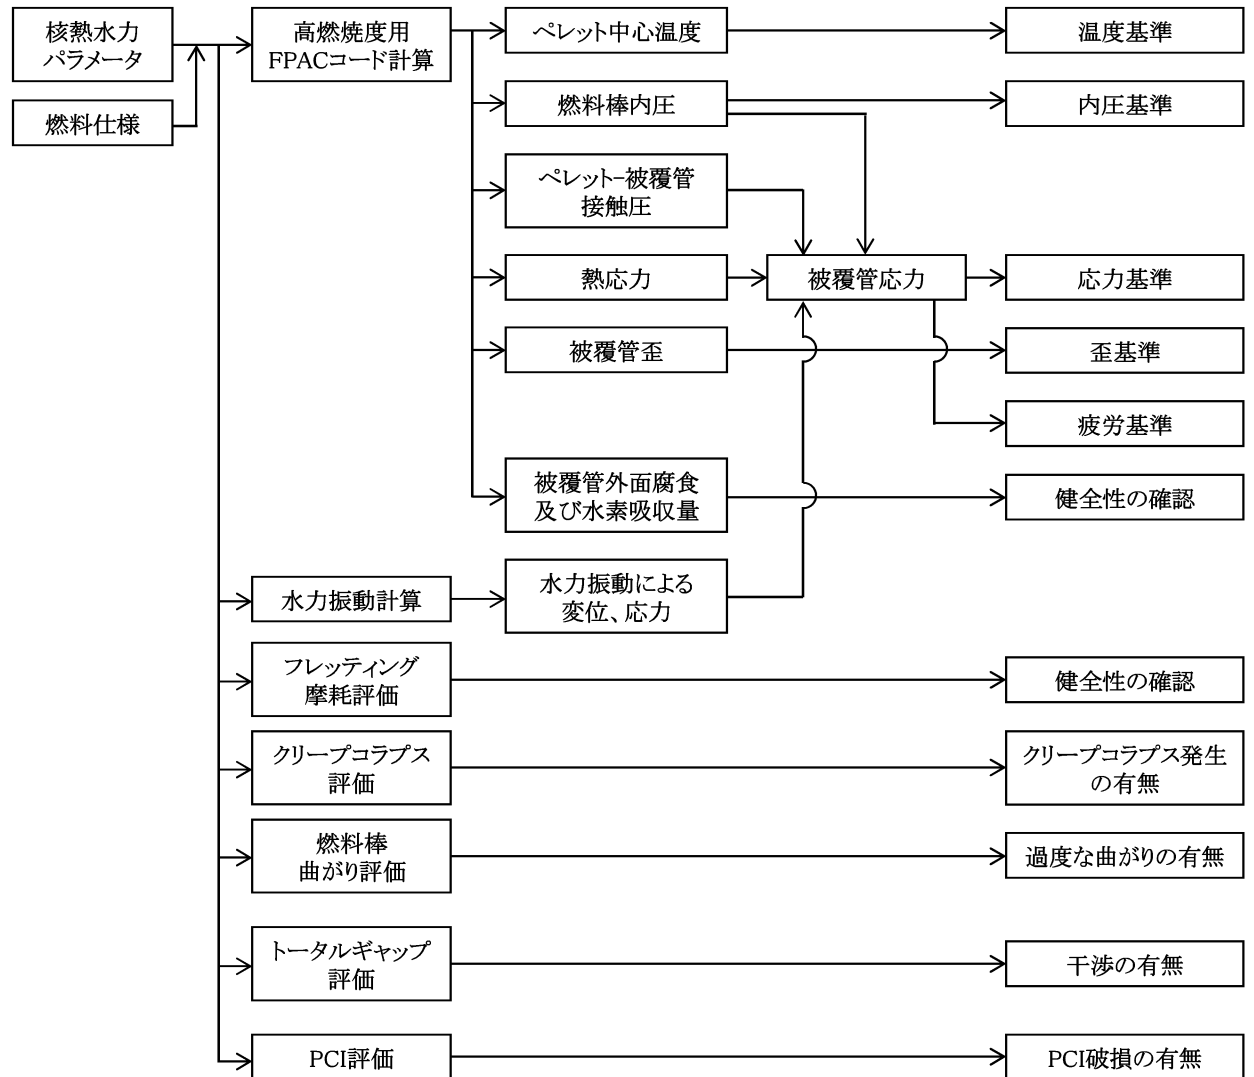 核熱水力
パラメータ
燃料仕様
高燃焼度用
FPACコード計算
ペレット中心温度
温度基準
燃料棒内圧
内圧基準
ペレット−被覆管
接触圧
熱応力
被覆管応力
応力基準
被覆管歪
歪基準
疲労基準
被覆管外面腐食
及び水素吸収量
健全性の確認
水力振動計算
水力振動による
変位、応力
フレッティング
摩耗評価
健全性の確認
クリープコラプス
評価
クリープコラプス発生
の有無
燃料棒
曲がり評価
過度な曲がりの有無
トータルギャップ
評価
干渉の有無
PCI評価
PCI破損の有無